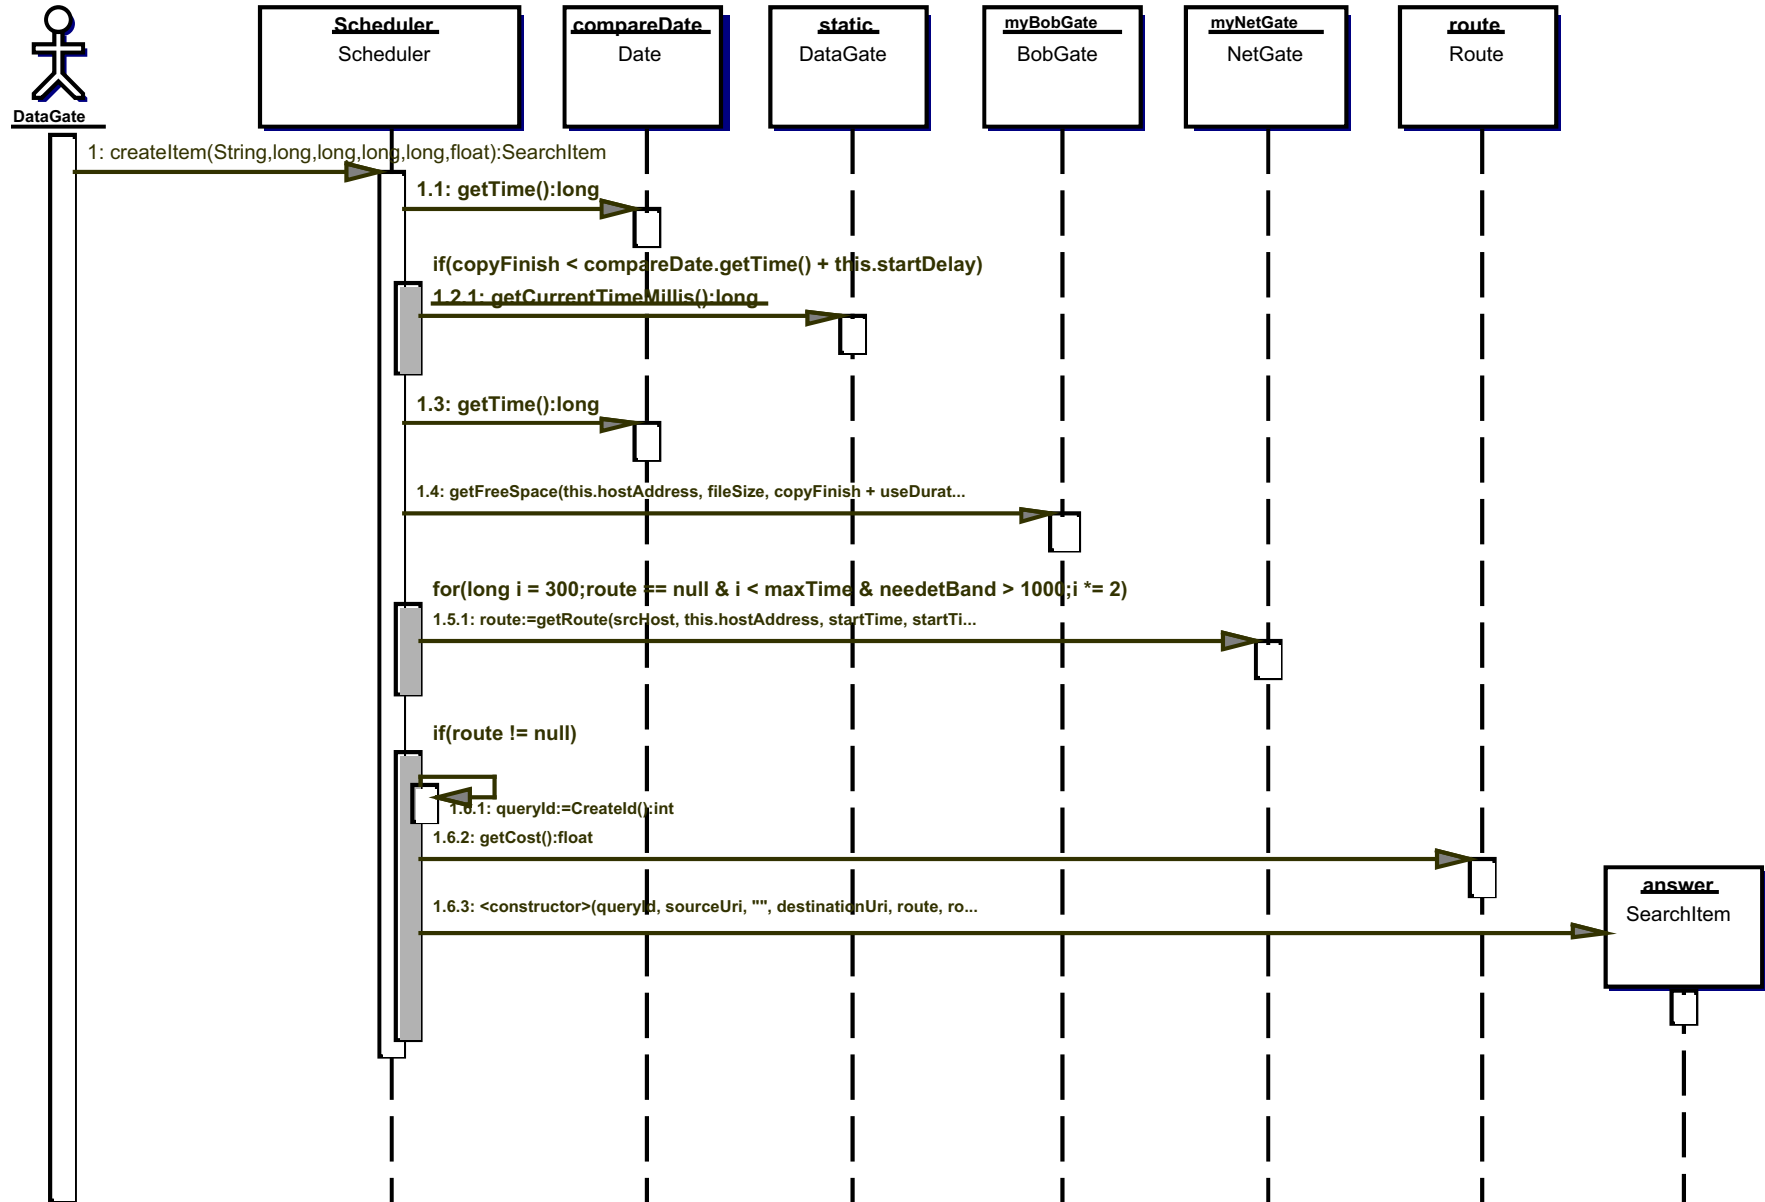 Scheduler
Scheduler
compareDate
Date
static
DataGate
myBobGate
BobGate
myNetGate
NetGate
route
Route
DataGate
1: createItem(String,long,long,long,long,float):SearchItem
1.1: getTime():long
if(copyFinish < compareDate.getTime() + this.startDelay)
1.2.1: getCurrentTimeMillis():long
1.3: getTime():long
1.4: getFreeSpace(this.hostAddress, fileSize, copyFinish + useDurat...
for(long i = 300;route == null & i < maxTime & needetBand > 1000;i *= 2)
1.5.1: route:=getRoute(srcHost, this.hostAddress, startTime, startTi...
if(route != null)
1.6.1: queryId:=CreateId():int
1.6.2: getCost():float
1.6.3: <constructor>(queryId, sourceUri, "", destinationUri, route, ro...
answer
SearchItem